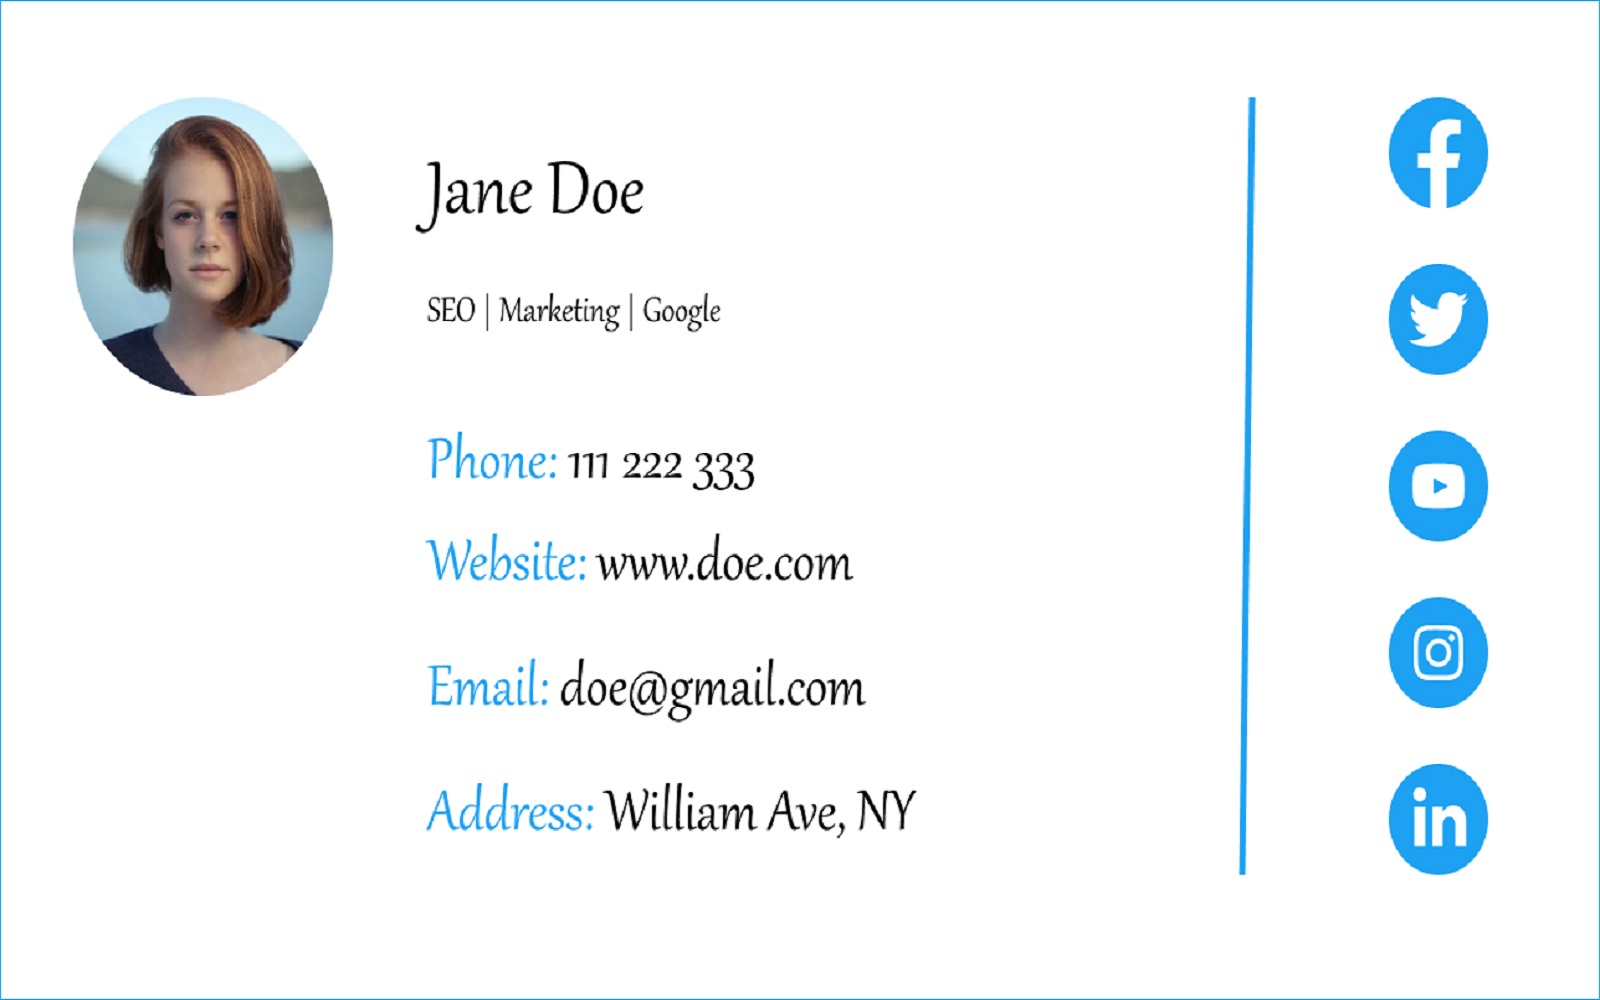 Jane Doe
SEO | Marketing | Google
Phone: 111 222 333
Website: www.doe.com
Email: doe@gmail.com
Address: William Ave, NY
in